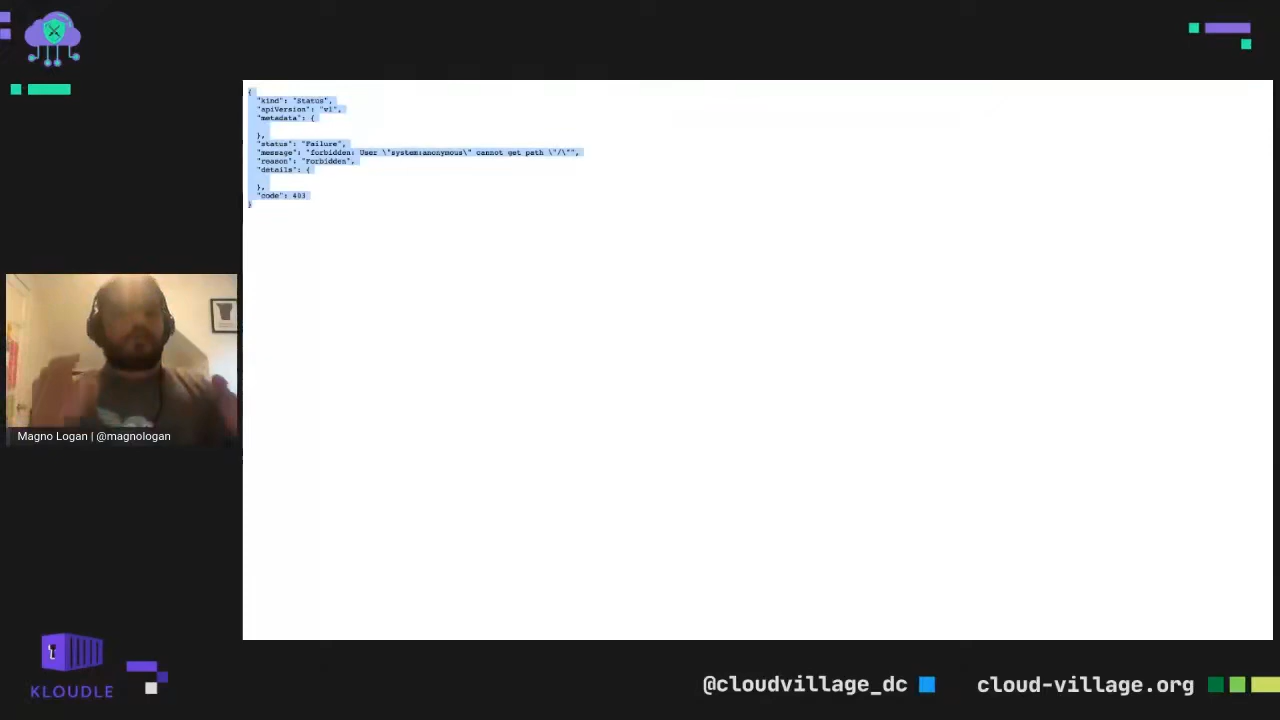 {
"kind": "Status",
"apiVersion": "v1",
"metadata": {
},
"status": "Failure",
"message": "forbidden: User \"system:anonymous\" cannot get path \"/\"",
"reason": "Forbidden",
"details": {
},
"code": 403
}
Magno Logan | @magnologan
KLOUDLE
@cloudvillage_dc
cloud-village.org